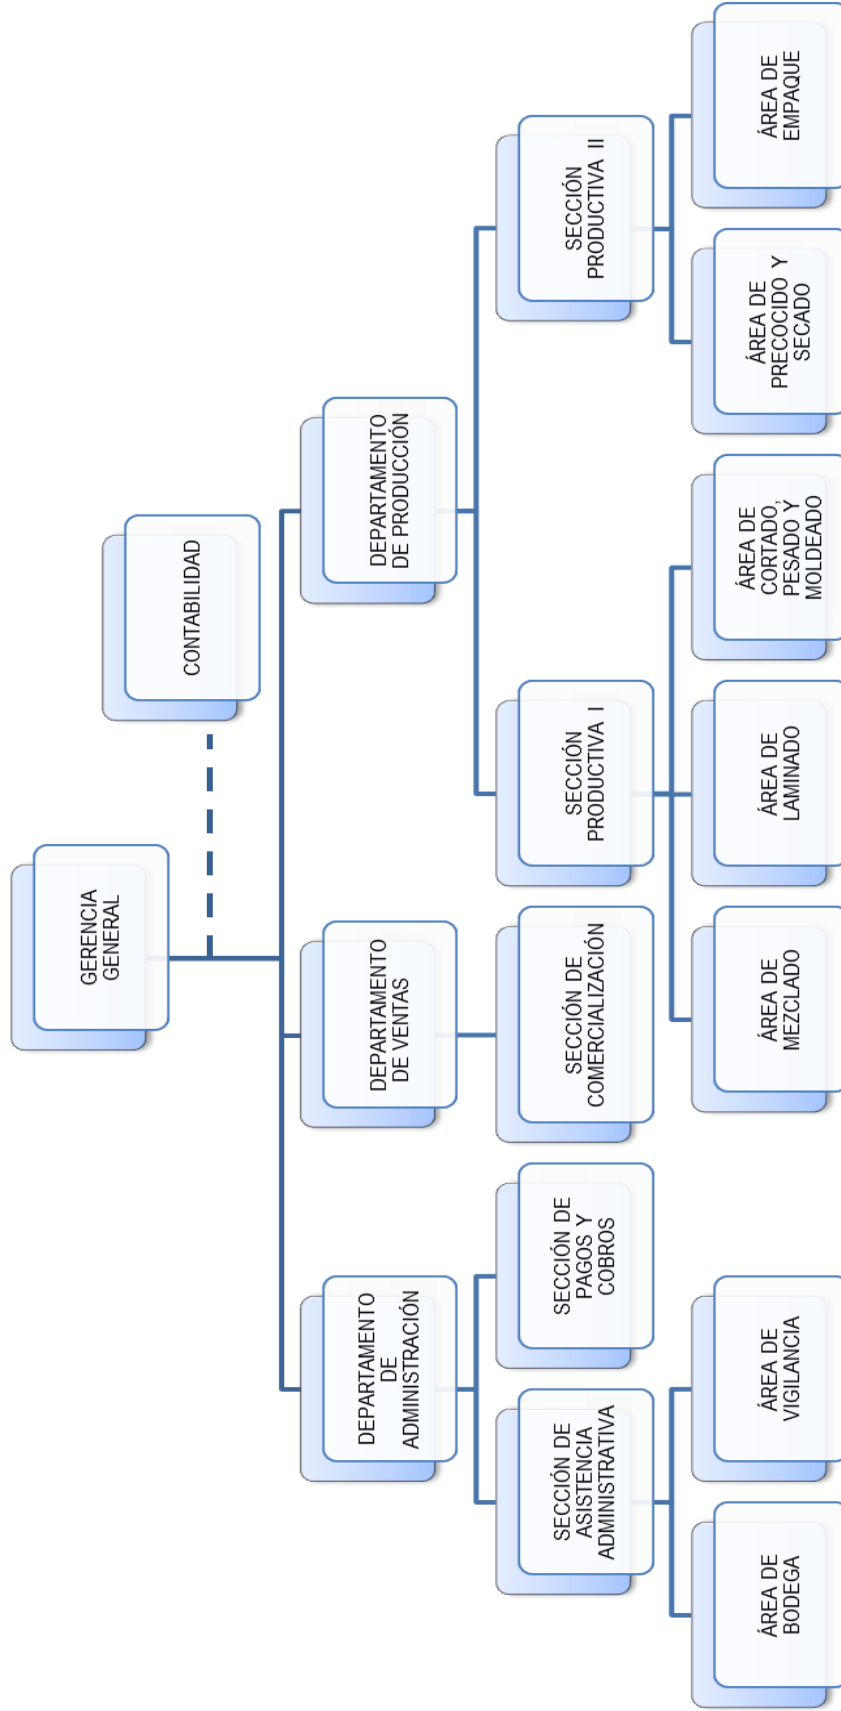 GERENCIA
GENERAL
CONTABILIDAD
DEPARTAMENTO
DE
ADMINISTRACIÓN
DEPARTAMENTO
DE VENTAS
DEPARTAMENTO
DE PRODUCCIÓN
SECCIÓN DE
ASISTENCIA
ADMINISTRATIVA
SECCIÓN DE
PAGOS Y
COBROS
SECCIÓN DE
COMERCIALIZACIÓN
SECCIÓN
PRODUCTIVA I
SECCIÓN
PRODUCTIVA II
ÁREA DE
BODEGA
ÁREA DE
VIGILANCIA
ÁREA DE
MEZCLADO
ÁREA DE
LAMINADO
ÁREA DE
CORTADO,
PESADO Y
MOLDEADO
ÁREA DE
PRECOCIDO Y
SECADO
ÁREA DE
EMPAQUE